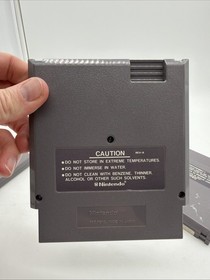 CAUTION
•DO NOT STORE IN EXTREME TEMPERATURES.
•DO NOT IMMERSE IN WATER.
•DO NOT CLEAN WITH BENZENE, THINNER
ALCOHOL OR OTHER SUCH SOLVENTS.
Nintendo